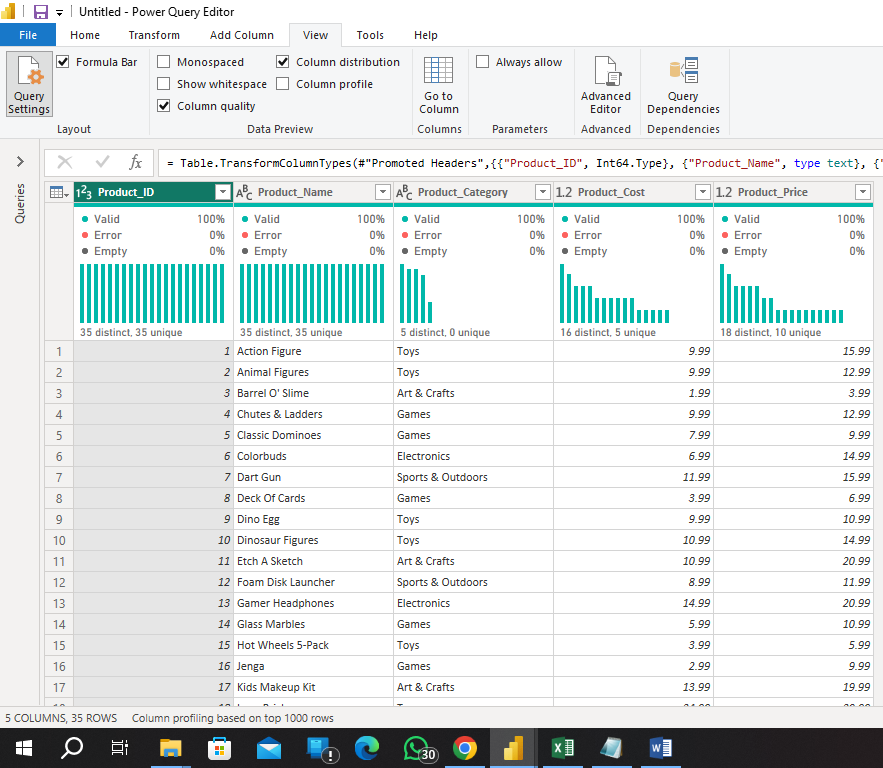 Untitled - Power Query Editor
File Home Transform Add Column View Tools Help
Query Settings
Formula Bar
Layout
Monospaced Column distribution
Show whitespace Column profile
Column quality
Data Preview
Go to Column
Columns
Always allow
Parameters
Advanced Editor
Advanced
Query Dependencies
Dependencies
Queries
fx = Table.TransformColumnTypes(#"Promoted Headers",{{"Product_ID", Int64.Type}, {"Product_Name", type text}, {"
123 Product_ID ABC Product_Name ABC Product_Category 1.2 Product_Cost 1.2 Product_Price
Valid 100% Valid 100% Valid 100% Valid 100% Valid 100%
Error 0% Error 0% Error 0% Error 0% Error 0%
Empty 0% Empty 0% Empty 0% Empty 0% Empty 0%
35 distinct, 35 unique 35 distinct, 35 unique 5 distinct, 0 unique 16 distinct, 5 unique 18 distinct, 10 unique
1 1 Action Figure Toys 9.99 15.99
2 2 Animal Figures Toys 9.99 12.99
3 3 Barrel O' Slime Art & Crafts 1.99 3.99
4 4 Chutes & Ladders Games 9.99 12.99
5 5 Classic Dominoes Games 7.99 9.99
6 6 Colorbuds Electronics 6.99 14.99
7 7 Dart Gun Sports & Outdoors 11.99 15.99
8 8 Deck Of Cards Games 3.99 6.99
9 9 Dino Egg Toys 9.99 10.99
10 10 Dinosaur Figures Toys 10.99 14.99
11 11 Etch A Sketch Art & Crafts 10.99 20.99
12 12 Foam Disk Launcher Sports & Outdoors 8.99 11.99
13 13 Gamer Headphones Electronics 14.99 20.99
14 14 Glass Marbles Games 5.99 10.99
15 15 Hot Wheels 5-Pack Toys 3.99 5.99
16 16 Jenga Games 2.99 9.99
17 17 Kids Makeup Kit Art & Crafts 13.99 19.99
5 COLUMNS, 35 ROWS Column profiling based on top 1000 rows
30